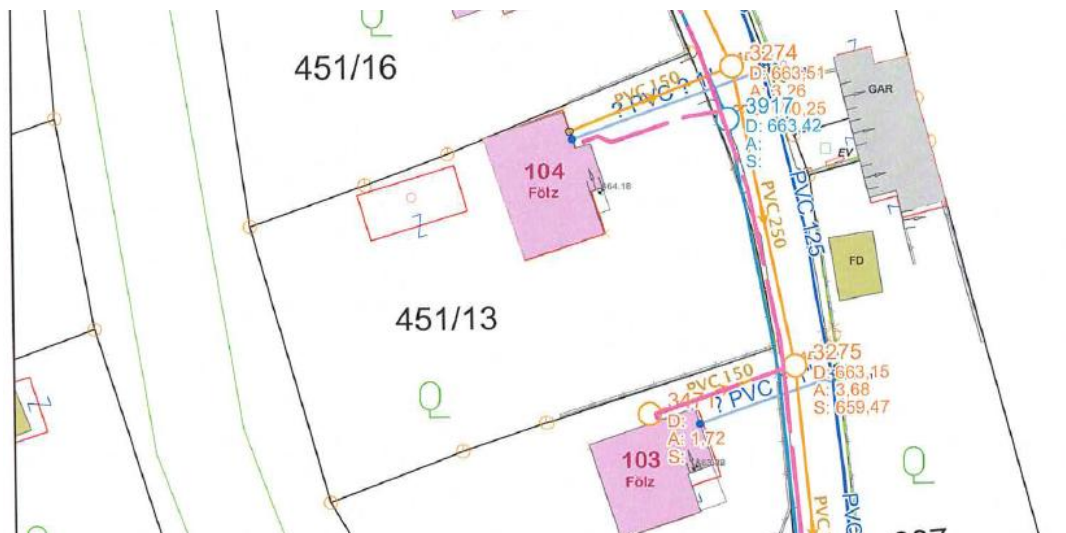 451/16
3274
D: 663,51
A: 3,26
0,25
PVC 150
? PVC ?
3917
D: 663,42
A:
S:
GAR
EV
104
Fölz
464.18
PVC 250
PVC 125
FD
451/13
3275
D: 663,15
A: 3,68
S: 659,47
PVC 150
? PVC
D:
A: 1,72
S:
103
Fölz
PVC